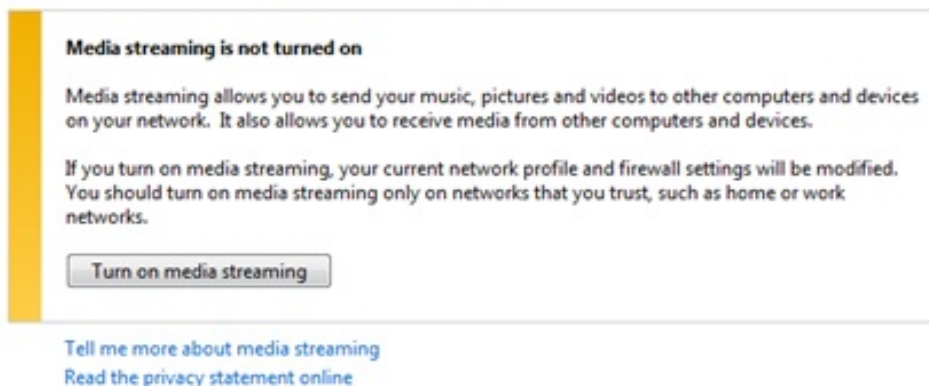 Media streaming is not turned on
Media streaming allows you to send your music, pictures and videos to other computers and devices
on your network. It also allows you to receive media from other computers and devices.
If you turn on media streaming, your current network profile and firewall settings will be modified.
You should turn on media streaming only on networks that you trust, such as home or work
networks.
Turn on media streaming
Tell me more about media streaming
Read the privacy statement online